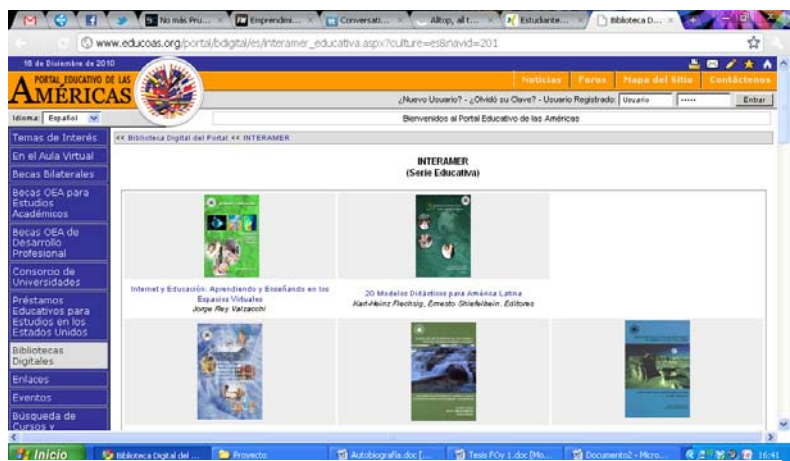 No más Pru...
Emprendmi...
Conversati...
Alltop, all t...
Estudiante...
Biblioteca D...
www.educoas.org/portal/bdigital/es/interamer_educativa.aspx?culture=es&navid=201
18 de Diciembre de 2010
PORTAL EDUCATIVO DE LAS
AMÉRICAS
Noticias
Foros
Mapa del Sitio
Contáctenos
¿Nuevo Usuario? - ¿Olvidó su Clave? - Usuario Registrado:
Usuario
Entrar
Idioma: Español
Bienvenidos al Portal Educativo de las Américas
Temas de Interés
En el Aula Virtual
Becas Bilaterales
Becas OEA para
Estudios
Académicos
Becas OEA de
Desarrollo
Profesional
Consorcio de
Universidades
Préstamos
Educativos para
Estudios en los
Estados Unidos
Bibliotecas
Digitales
Enlaces
Eventos
Búsqueda de
Cursos y
<< Biblioteca Digital del Portal << INTERAMER
INTERAMER
(Serie Educativa)
Internet y Educación: Aprendiendo y Enseñando en los
Espacios Virtuales
Jorge Rey Valzacchi
20 Modelos Didácticos para América Latina
Karl-Heinz Flechsig, Ernesto Shiefelbein. Editores
Inicio
Biblioteca Digital del ...
Proyecto
Autobiografía.doc [...
Tesis FOy 1.doc [Mo...
Documento2 - Micro...
16:41